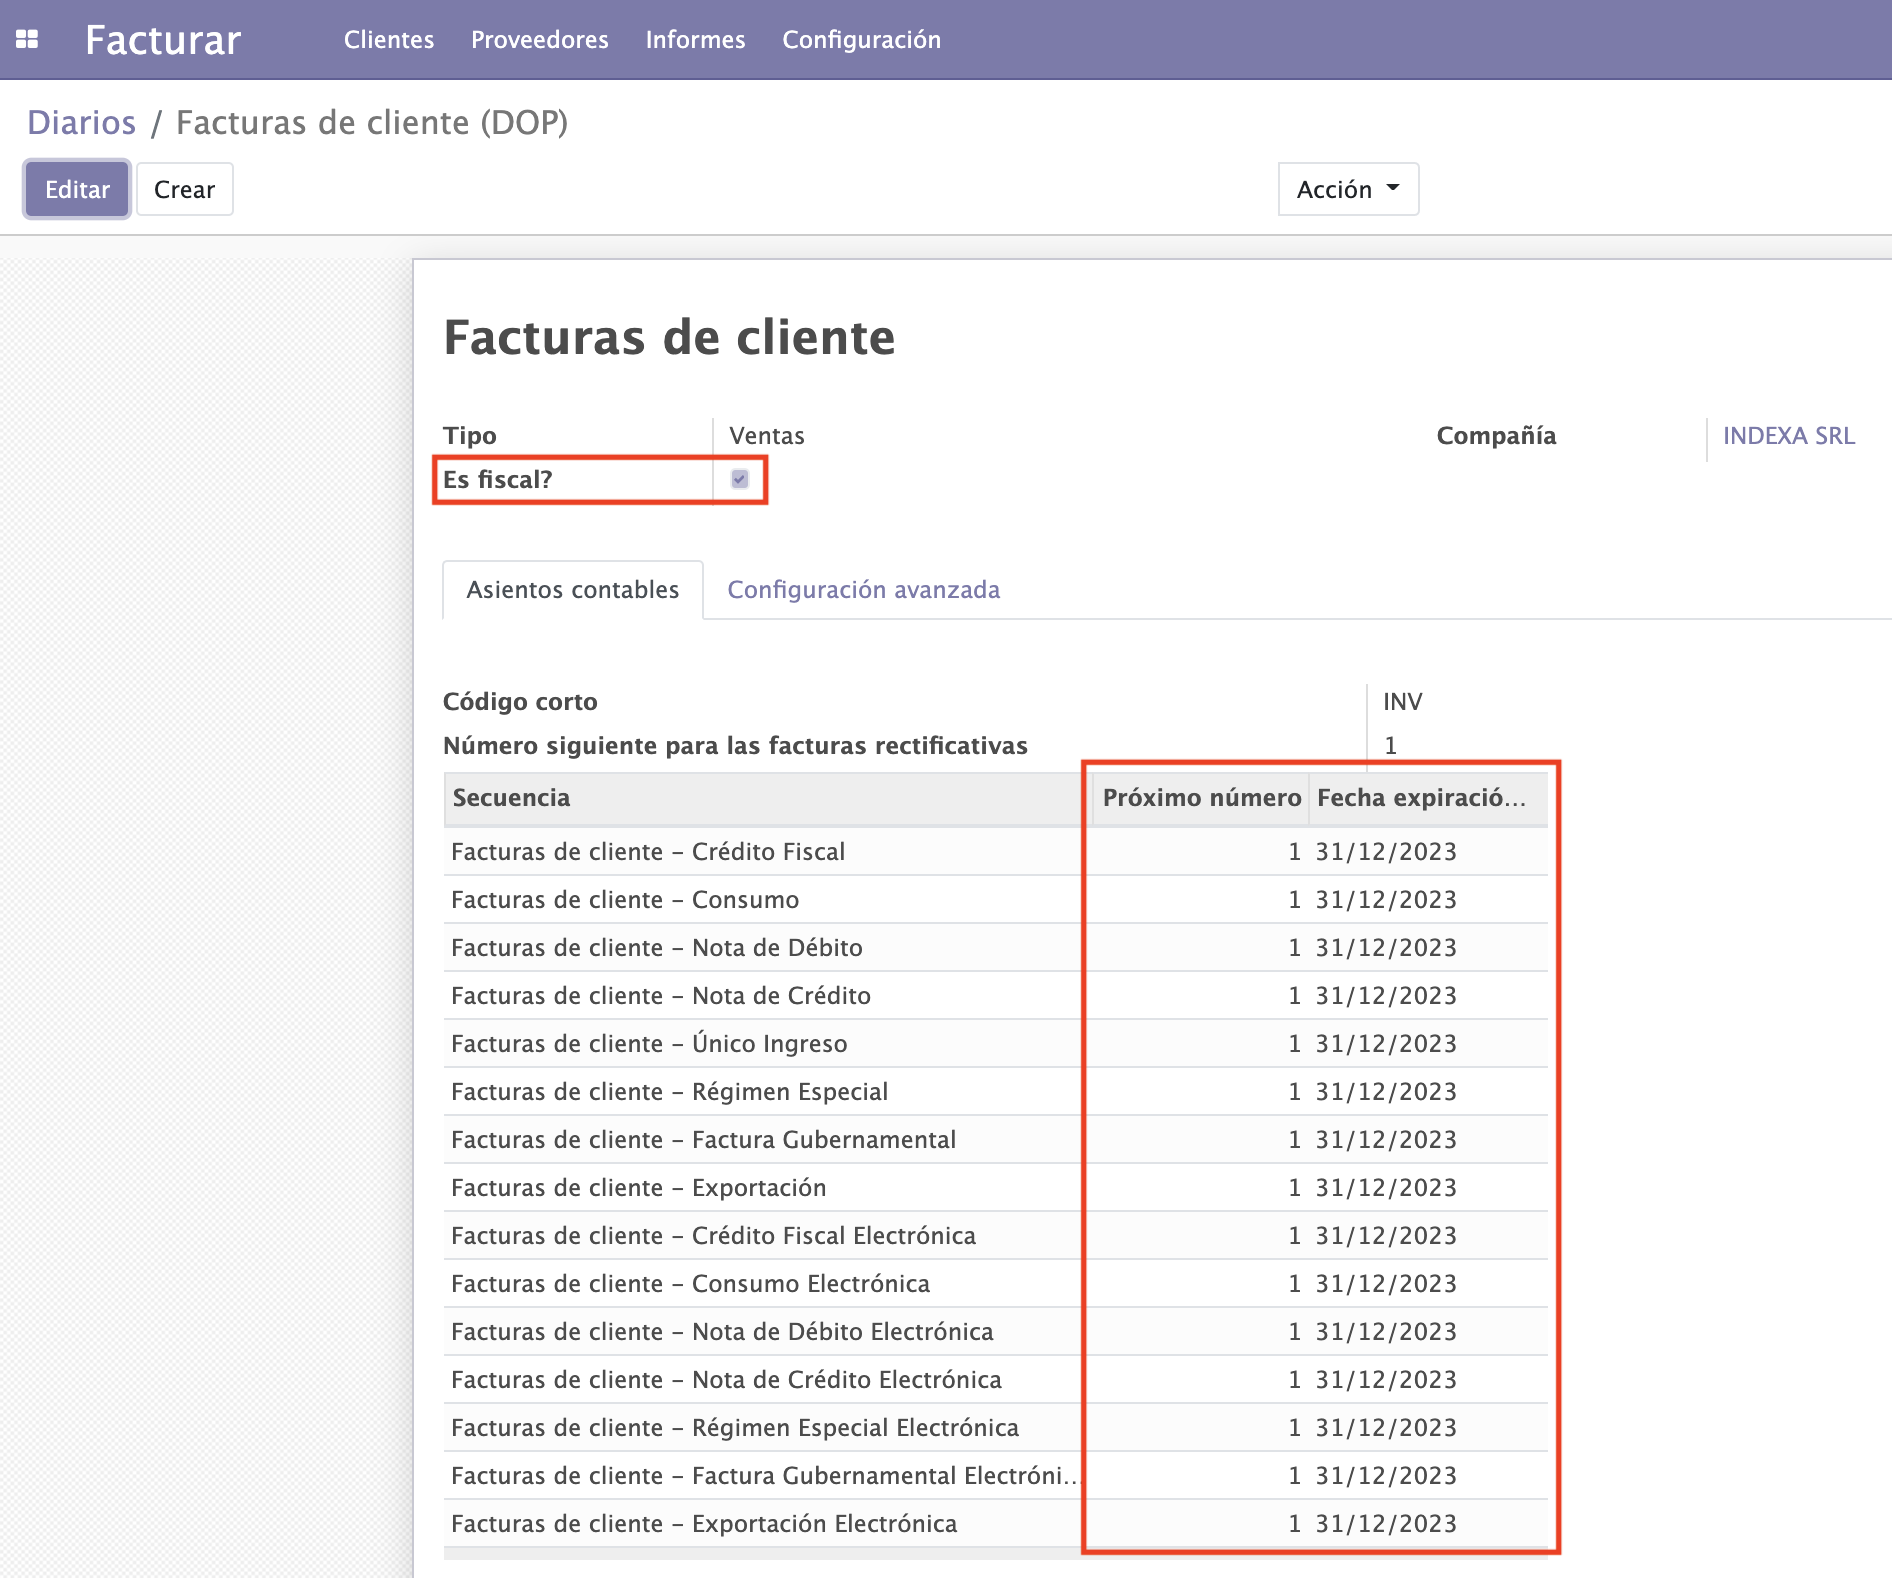 Facturar Clientes Proveedores Informes Configuración
Diarios / Facturas de cliente (DOP)
Editar Crear Acción
Facturas de cliente
Tipo Ventas Compañía INDEXA SRL
Es fiscal?
Asientos contables Configuración avanzada
Código corto INV
Número siguiente para las facturas rectificativas 1
Secuencia Próximo número Fecha expiració...
Facturas de cliente – Crédito Fiscal 1 31/12/2023
Facturas de cliente – Consumo 1 31/12/2023
Facturas de cliente – Nota de Débito 1 31/12/2023
Facturas de cliente – Nota de Crédito 1 31/12/2023
Facturas de cliente – Único Ingreso 1 31/12/2023
Facturas de cliente – Régimen Especial 1 31/12/2023
Facturas de cliente – Factura Gubernamental 1 31/12/2023
Facturas de cliente – Exportación 1 31/12/2023
Facturas de cliente – Crédito Fiscal Electrónica 1 31/12/2023
Facturas de cliente – Consumo Electrónica 1 31/12/2023
Facturas de cliente – Nota de Débito Electrónica 1 31/12/2023
Facturas de cliente – Nota de Crédito Electrónica 1 31/12/2023
Facturas de cliente – Régimen Especial Electrónica 1 31/12/2023
Facturas de cliente – Factura Gubernamental Electróni... 1 31/12/2023
Facturas de cliente – Exportación Electrónica 1 31/12/2023